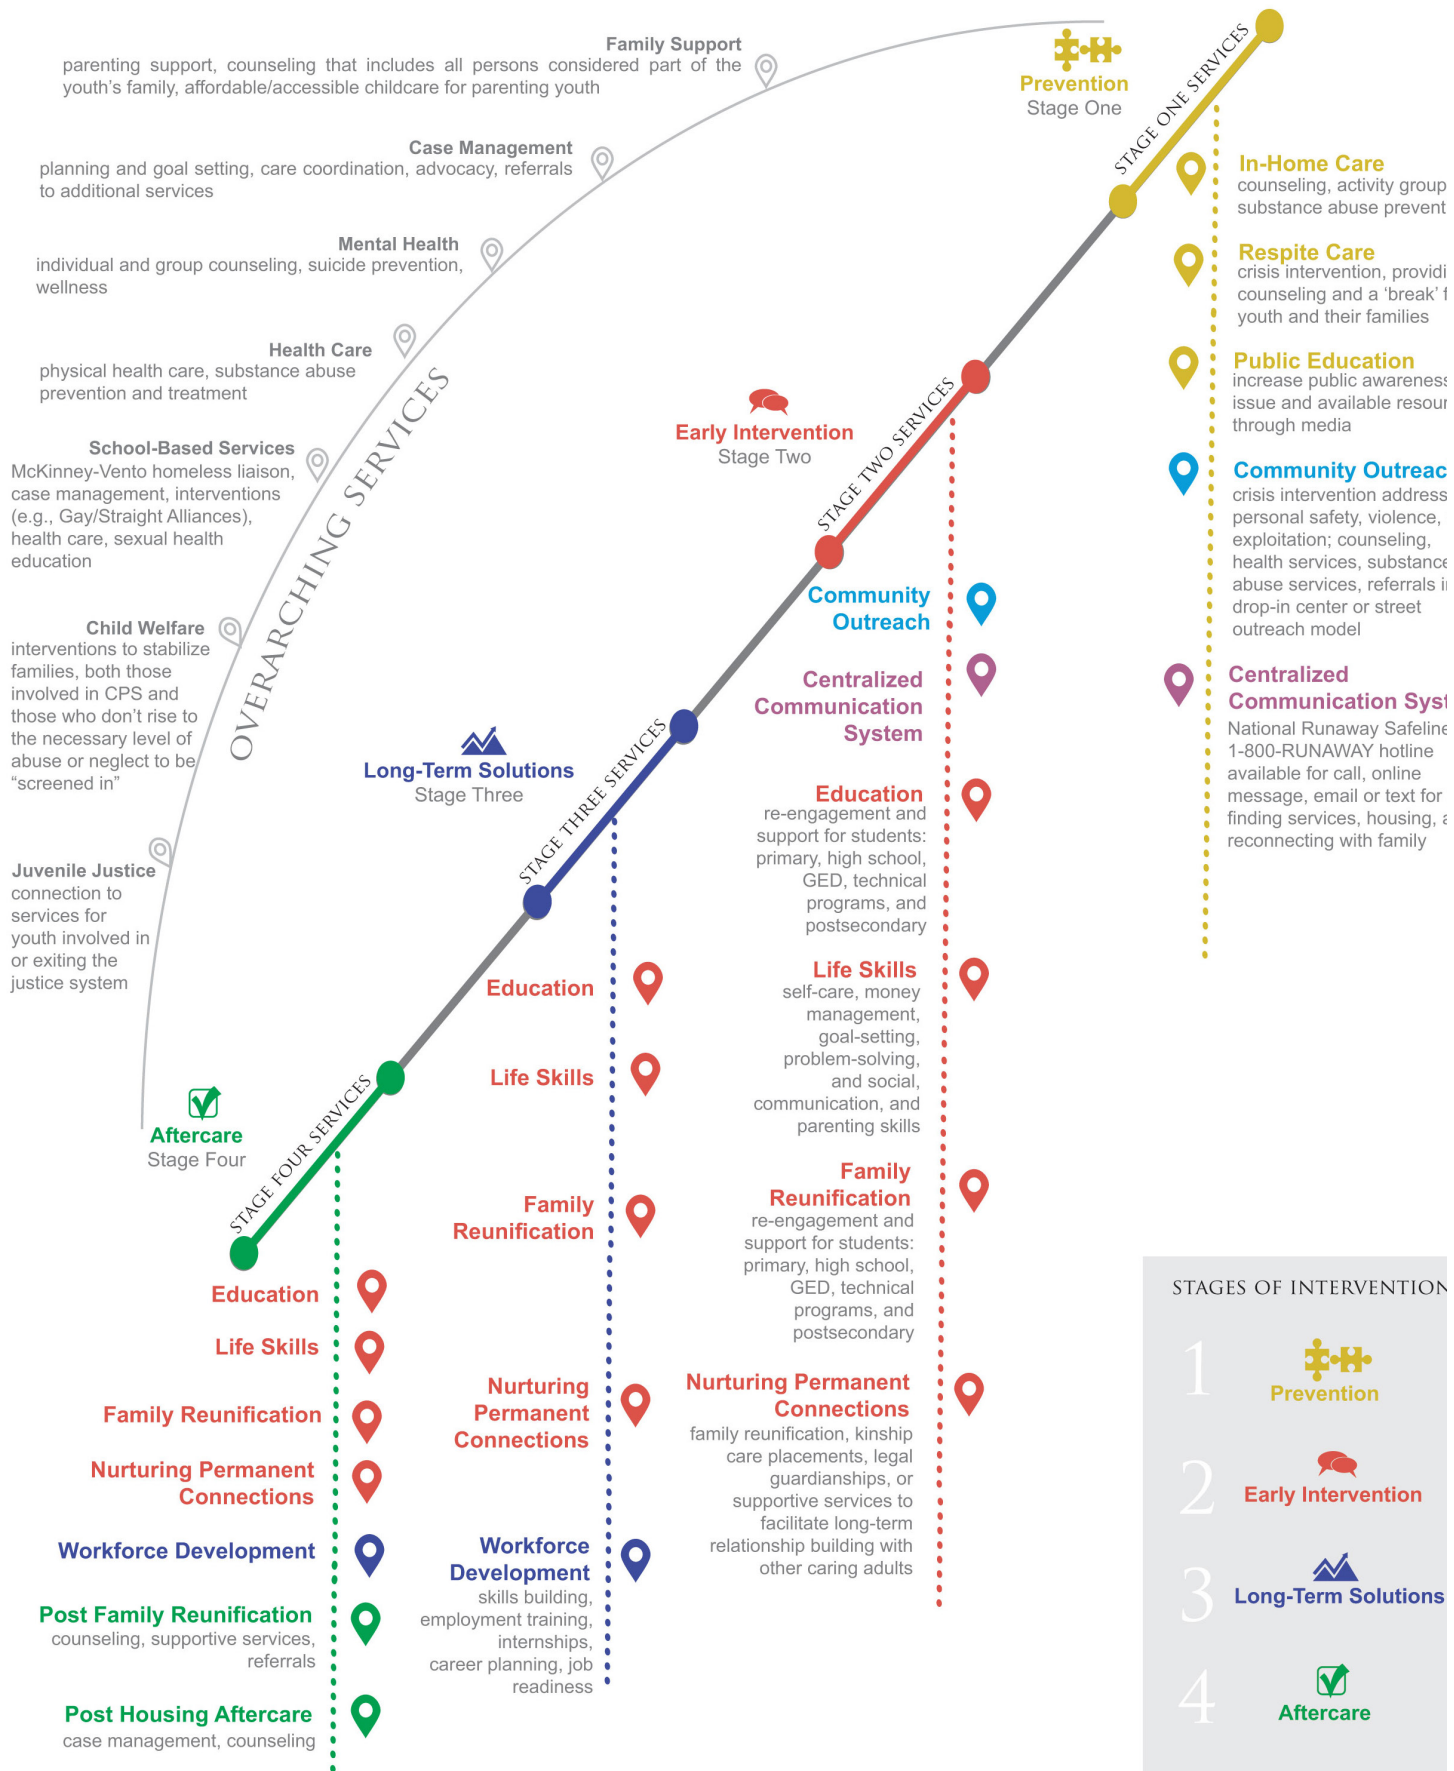 Family Support
parenting support, counseling that includes all persons considered part of the
youth's family, affordable/accessible childcare for parenting youth
Case Management
planning and goal setting, care coordination, advocacy, referrals
to additional services
Mental Health
individual and group counseling, suicide prevention,
wellness
Health Care
physical health care, substance abuse
prevention and treatment
School-Based Services
McKinney-Vento homeless liaison,
case management, interventions
(e.g., Gay/Straight Alliances),
health care, sexual health
education
Child Welfare
interventions to stabilize
families, both those
involved in CPS and
those who don't rise to
the necessary level of
abuse or neglect to be
“screened in”
Juvenile Justice
connection to
services for
youth involved in
or exiting the
justice system
OVERARCHING SERVICES
Prevention
Stage One
STAGE ONE SERVICES
In-Home Care
counseling, activity group
substance abuse prevent
Respite Care
crisis intervention, providi
counseling and a ‘break’ f
youth and their families
Public Education
increase public awareness
issue and available resour
through media
Community Outreac
crisis intervention address
personal safety, violence,
exploitation; counseling,
health services, substance
abuse services, referrals i
drop-in center or street
outreach model
Centralized
Communication Syst
National Runaway Safeline
1-800-RUNAWAY hotline
available for call, online
message, email or text for
finding services, housing, a
reconnecting with family
Early Intervention
Stage Two
STAGE TWO SERVICES
Community
Outreach
Centralized
Communication
System
Education
re-engagement and
support for students:
primary, high school,
GED, technical
programs, and
postsecondary
Life Skills
self-care, money
management,
goal-setting,
problem-solving,
and social,
communication, and
parenting skills
Family
Reunification
re-engagement and
support for students:
primary, high school,
GED, technical
programs, and
postsecondary
Nurturing Permanent
Connections
family reunification, kinship
care placements, legal
guardianships, or
supportive services to
facilitate long-term
relationship building with
other caring adults
Long-Term Solutions
Stage Three
STAGE THREE SERVICES
Education
Life Skills
Family
Reunification
Nurturing
Permanent
Connections
Workforce
Development
skills building,
employment training,
internships,
career planning, job
readiness
Aftercare
Stage Four
STAGE FOUR SERVICES
Education
Life Skills
Family Reunification
Nurturing Permanent
Connections
Workforce Development
Post Family Reunification
counseling, supportive services,
referrals
Post Housing Aftercare
case management, counseling
STAGES OF INTERVENTION
1
Prevention
2
Early Intervention
3
Long-Term Solutions
4
Aftercare